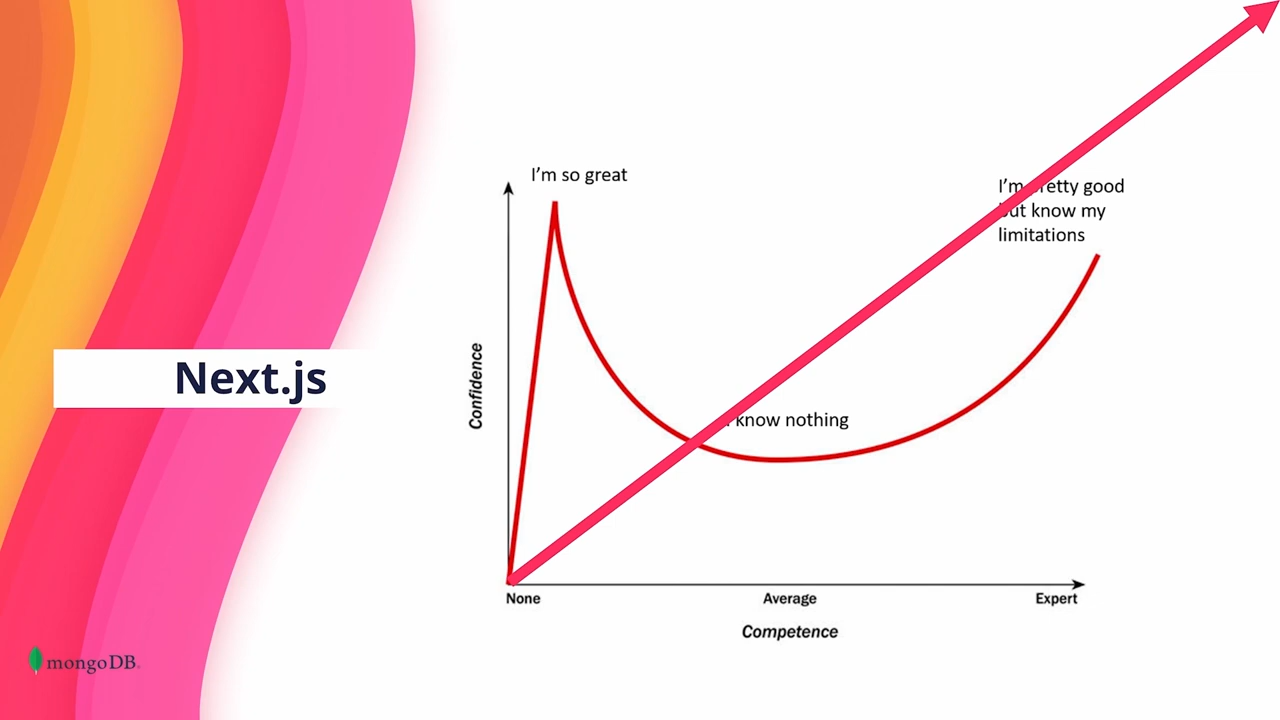 Next.js
mongoDB
I'm so great
I'm pretty good
but know my
limitations
know nothing
Confidence
None
Average
Expert
Competence